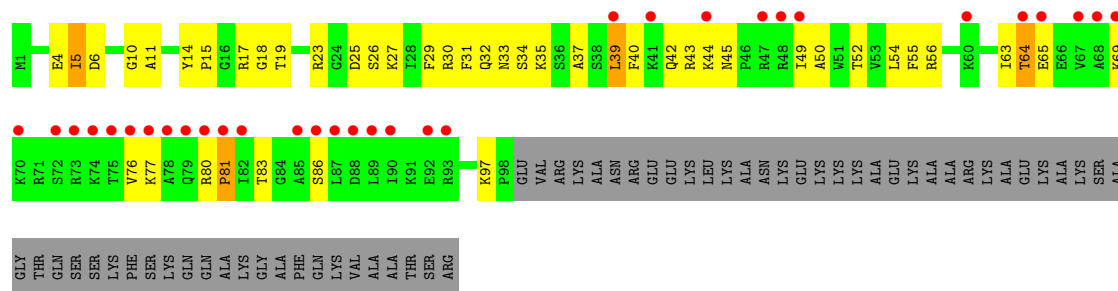 M1 E4 I5 D6 G10 A11 Y14 P15 G16 R17 G18 T19 R23 G24 D25 S26 K27 I28 F29 R30 F31 Q32 N33 S34 K35 S36 A37 S38 L39 F40 K41 Q42 R43 K44 N45 P46 R47 R48 I49 A50 W51 T52 V53 L54 F55 R56 K60 I63 T64 E65 E66 V67 A68 K69
K70 R71 S72 R73 K74 T75 V76 K77 A78 Q79 R80 P81 I82 T83 G84 A85 S86 L87 D88 L89 I90 K91 E92 R93 K97 P98 GLU VAL ARG LYS ALA ASN ARG GLU GLU LYS LEU LYS ALA ASN LYS GLU LYS LYS LYS ALA GLU LYS ALA ALA ARG LYS ALA GLU LYS ALA LYS SER ALA
GLY THR GLN SER SER LYS PHE SER LYS GLN GLN ALA LYS GLY ALA PHE GLN LYS VAL ALA ALA THR SER ARG